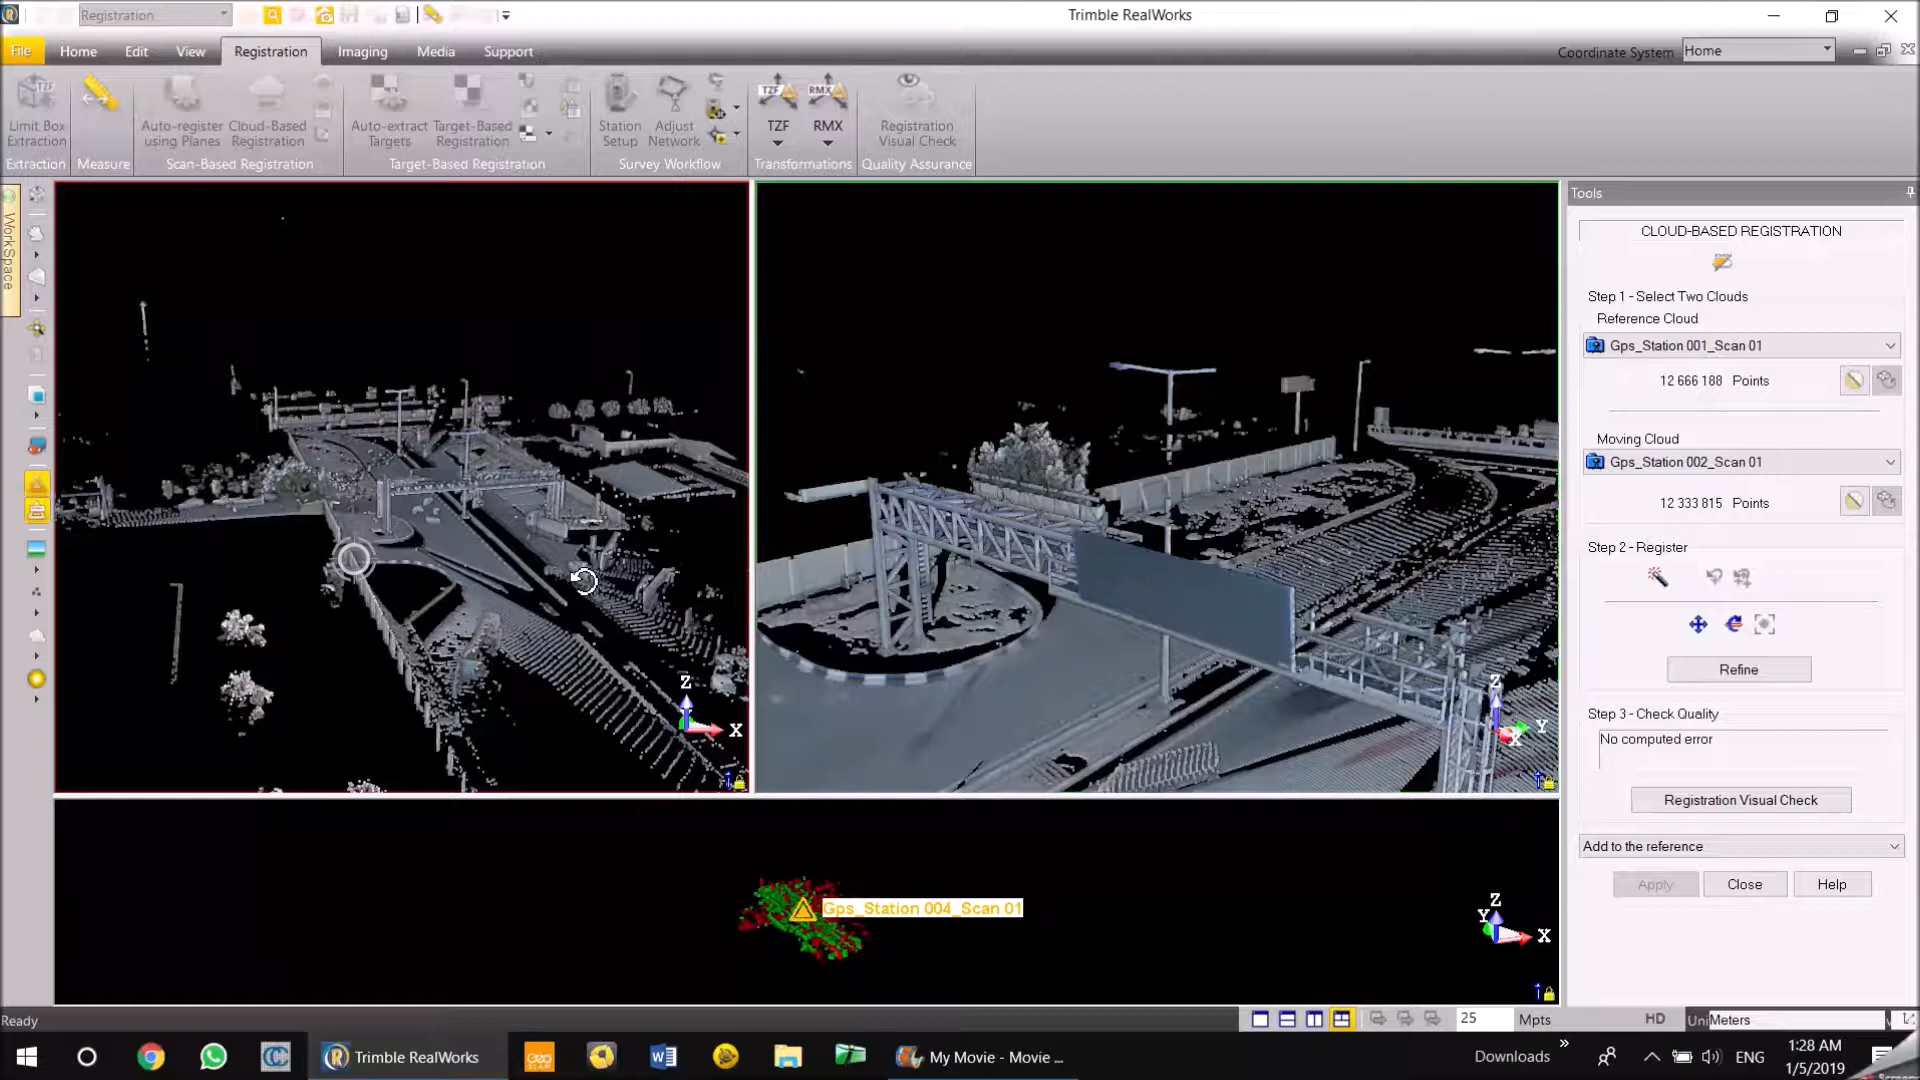 Registration
Trimble RealWorks
File Home Edit View Registration Imaging Media Support
Coordinate System Home
Limit Box Extraction
Auto-register using Planes
Cloud-Based Registration
Auto-extract Targets
Target-Based Registration
Station Setup
Adjust Network
TZF
TZF
RMX
RMX
Registration Visual Check
Extraction Measure Scan-Based Registration Target-Based Registration Survey Workflow Transformations Quality Assurance
WorkSpace
Tools
CLOUD-BASED REGISTRATION
Step 1 - Select Two Clouds
Reference Cloud
Gps_Station 001_Scan 01
12 666 188 Points
Moving Cloud
Gps_Station 002_Scan 01
12 333 815 Points
Step 2 - Register
Refine
Step 3 - Check Quality
No computed error
Registration Visual Check
Add to the reference
Apply Close Help
Z
X
Z
Y
X
Gps_Station 004_Scan 01
Z
Y
X
Ready
25 Mpts HD Meters
Trimble RealWorks
My Movie - Movie ...
Downloads
ENG
1:28 AM
1/5/2019